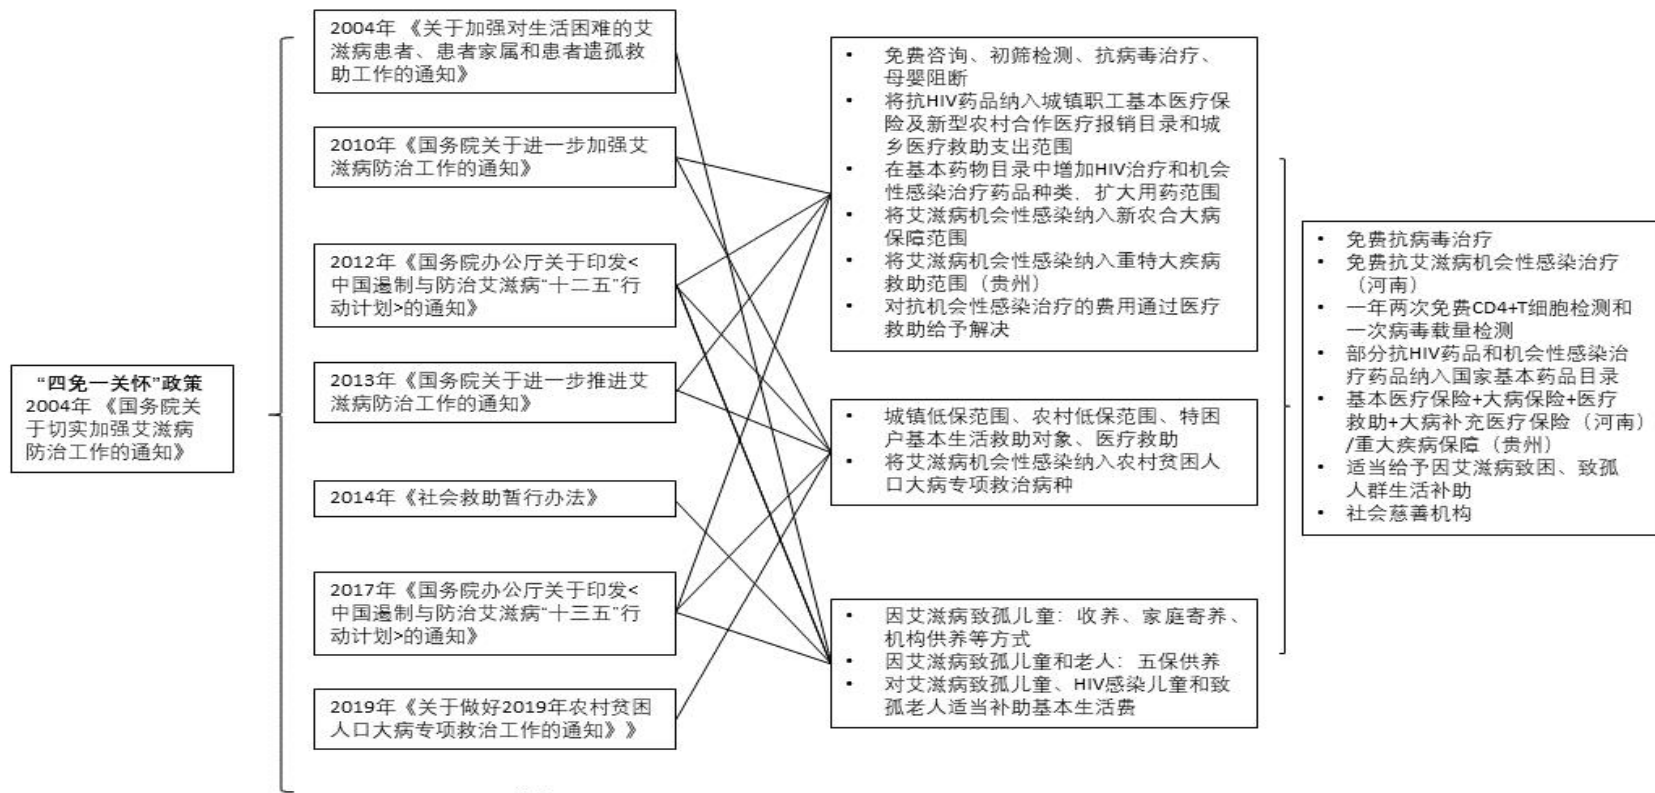 “四免一关怀”政策
2004年 《国务院关
于切实加强艾滋病
防治工作的通知》
2004年 《关于加强对生活困难的艾
滋病患者、患者家属和患者遗孤救
助工作的通知》
2010年《国务院关于进一步加强艾
滋病防治工作的通知》
2012年《国务院办公厅关于印发<
中国遏制与防治艾滋病“十二五”行
动计划>的通知》
2013年《国务院关于进一步推进艾
滋病防治工作的通知》
2014年《社会救助暂行办法》
2017年《国务院办公厅关于印发<
中国遏制与防治艾滋病“十三五”行
动计划>的通知》
2019年《关于做好2019年农村贫困
人口大病专项救治工作的通知》》
• 免费咨询、初筛检测、抗病毒治疗、
母婴阻断
• 将抗HIV药品纳入城镇职工基本医疗保
险及新型农村合作医疗报销目录和城
乡医疗救助支出范围
• 在基本药物目录中增加HIV治疗和机会
性感染治疗药品种类，扩大用药范围
• 将艾滋病机会性感染纳入新农合大病
保障范围
• 将艾滋病机会性感染纳入重特大疾病
救助范围（贵州）
• 对抗机会性感染治疗的费用通过医疗
救助给予解决
• 城镇低保范围、农村低保范围、特困
户基本生活救助对象、医疗救助
• 将艾滋病机会性感染纳入农村贫困人
口大病专项救治病种
• 因艾滋病致孤儿童：收养、家庭寄养、
机构供养等方式
• 因艾滋病致孤儿童和老人：五保供养
• 对艾滋病致孤儿童、HIV感染儿童和致
孤老人适当补助基本生活费
• 免费抗病毒治疗
• 免费抗艾滋病机会性感染治疗
（河南）
• 一年两次免费CD4+T细胞检测和
一次病毒载量检测
• 部分抗HIV药品和机会性感染治
疗药品纳入国家基本药品目录
• 基本医疗保险+大病保险+医疗
救助+大病补充医疗保险（河南）
/重大疾病保障（贵州）
• 适当给予因艾滋病致困、致孤
人群生活补助
• 社会慈善机构